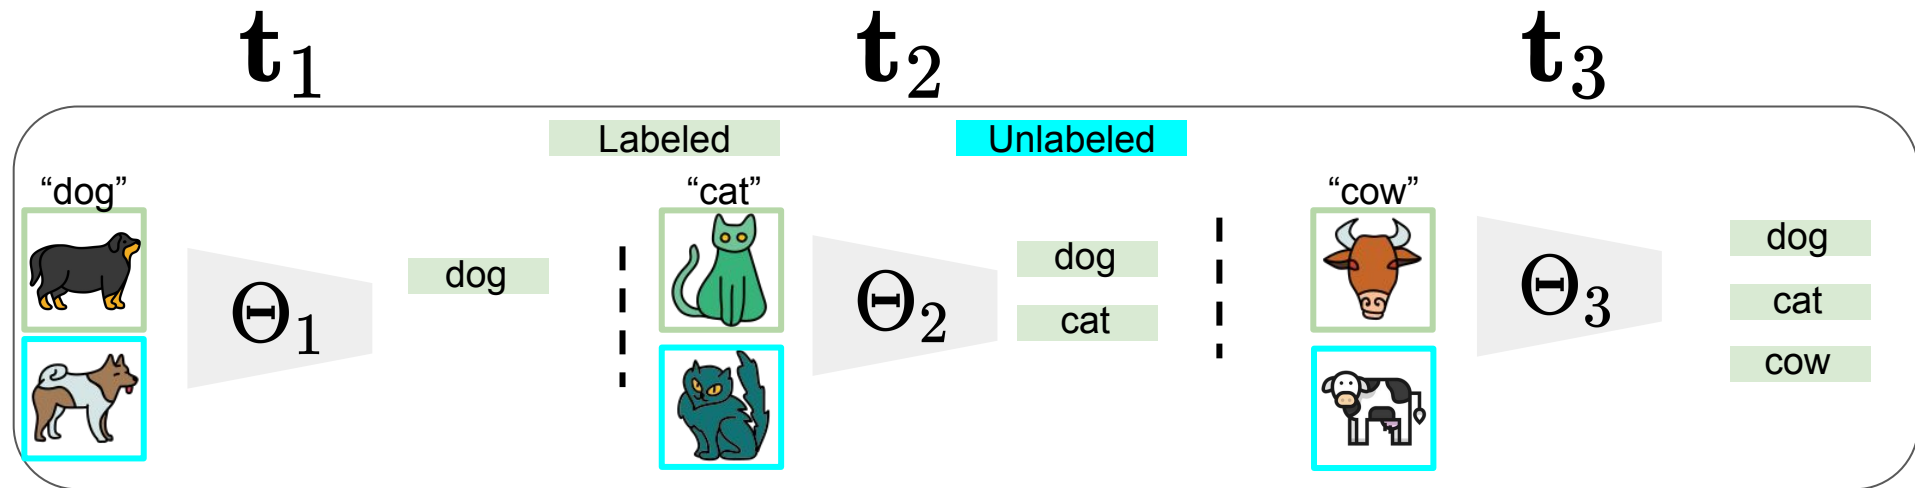 t1 t2 t3
Labeled Unlabeled
“dog” “cat” “cow”
Θ1 dog Θ2 dog cat Θ3 dog cat cow